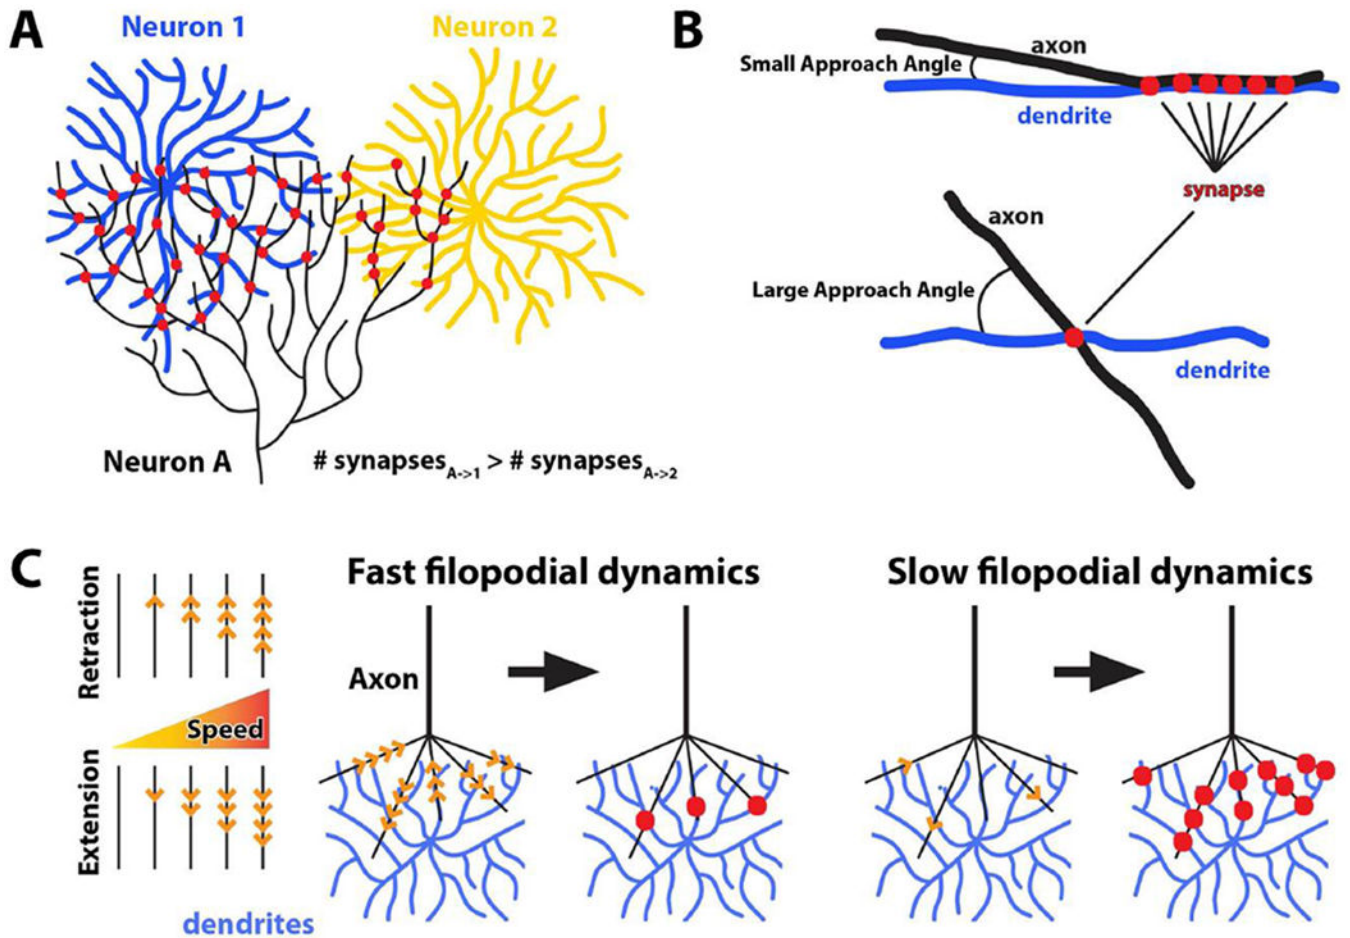 A
Neuron 1
Neuron 2
Neuron A
# synapses A->1 > # synapses A->2
B
axon
Small Approach Angle
dendrite
synapse
axon
Large Approach Angle
dendrite
C
Fast filopodial dynamics
Slow filopodial dynamics
Retraction
Axon
Speed
Extension
dendrites